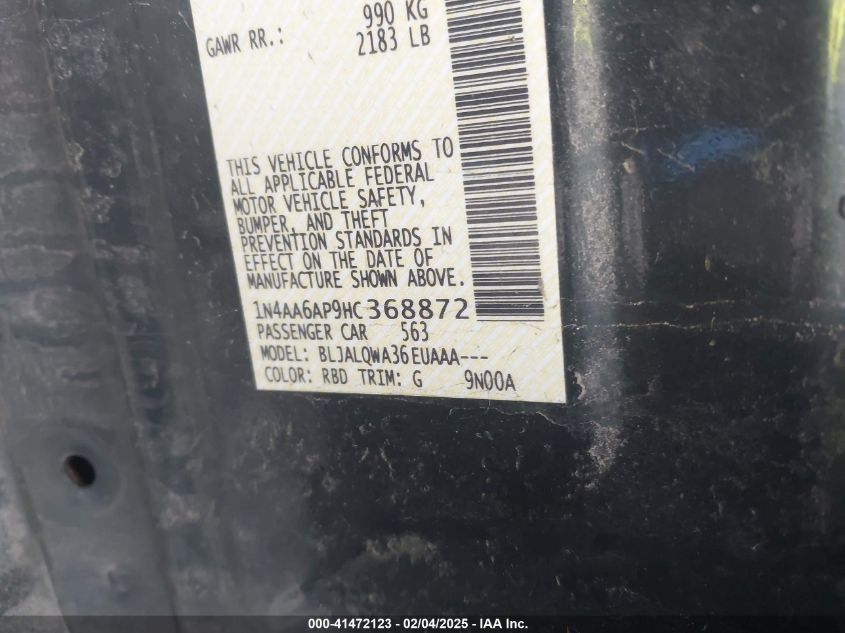 990 KG
GAWR RR.: 2183 LB
THIS VEHICLE CONFORMS TO
ALL APPLICABLE FEDERAL
MOTOR VEHICLE SAFETY,
BUMPER, AND THEFT
PREVENTION STANDARDS IN
EFFECT ON THE DATE OF
MANUFACTURE SHOWN ABOVE.
1N4AA6AP9HC368872
PASSENGER CAR 563
MODEL: BLJALQWA36EUAAA---
COLOR: RBD TRIM: G 9N00A
000-41472123 - 02/04/2025 - IAA Inc.